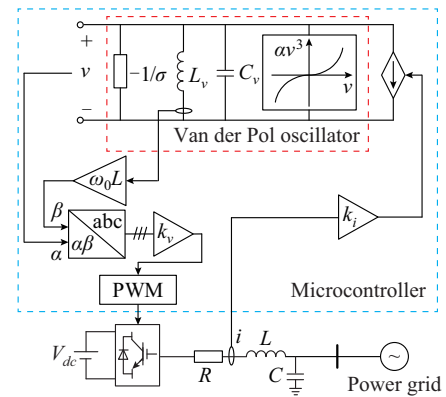 +
v
−
−1/σ
L_v
C_v
αv³
v
Van der Pol oscillator
ω₀L
β
α
abc
αβ
k_v
k_i
PWM
Microcontroller
V_dc
R
i
L
C
~
Power grid